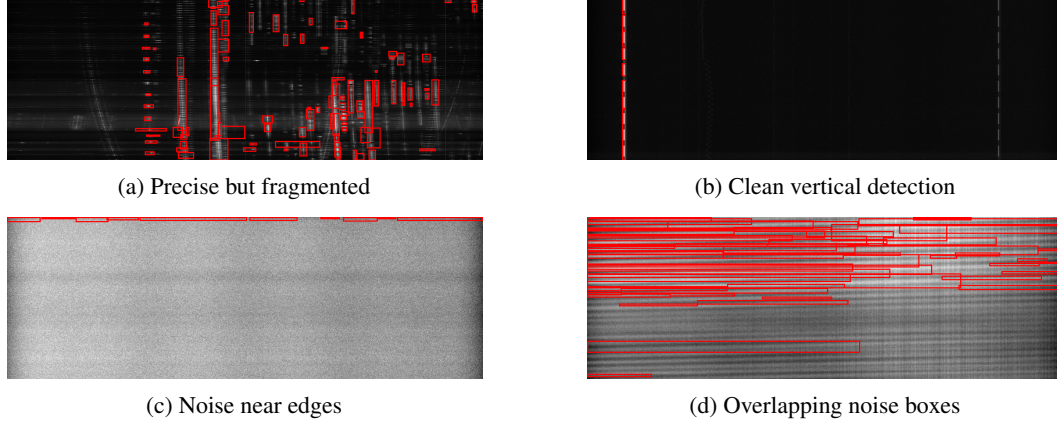 (a) Precise but fragmented
(b) Clean vertical detection
(c) Noise near edges
(d) Overlapping noise boxes